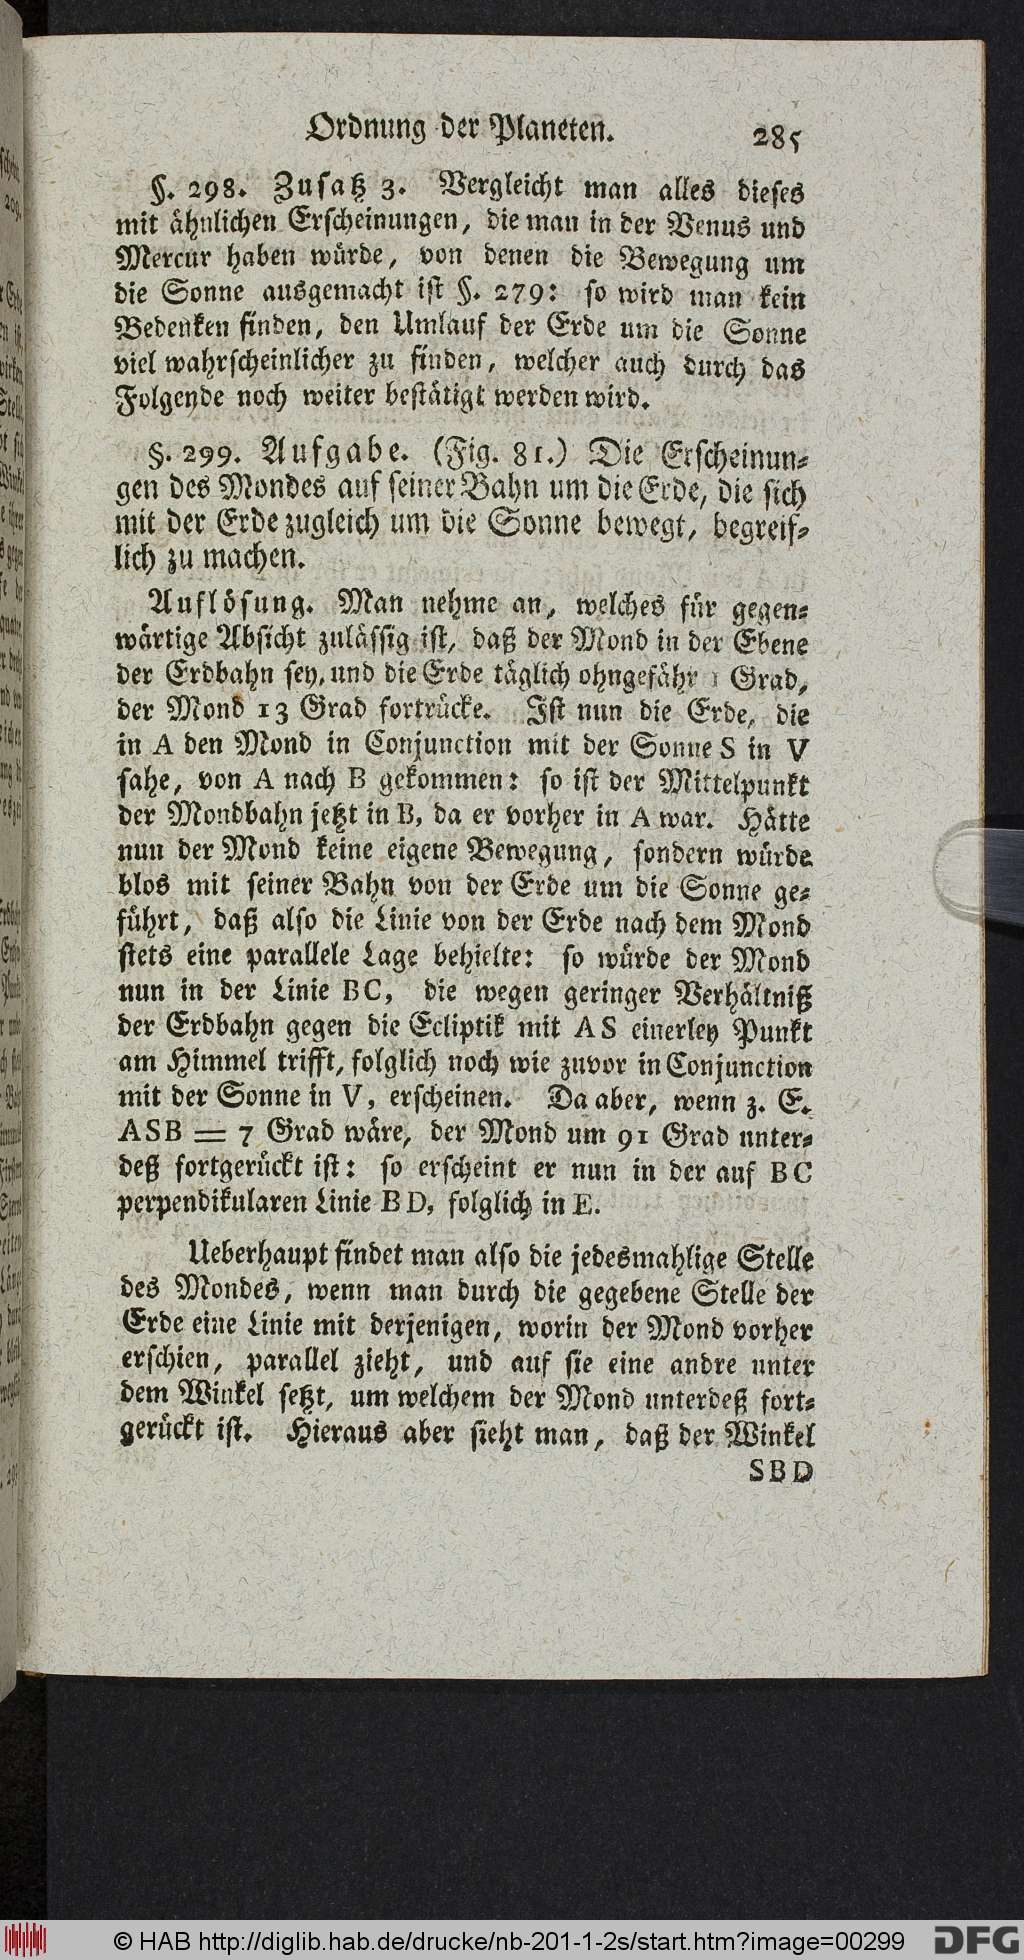 Ordnung der Planeten. 285
§. 298. Zusatz 3. Vergleicht man alles dieses
mit ähnlichen Erscheinungen, die man in der Venus und
Mercur haben würde, von denen die Bewegung um
die Sonne ausgemacht ist §. 279: so wird man kein
Bedenken finden, den Umlauf der Erde um die Sonne
viel wahrscheinlicher zu finden, welcher auch durch das
Folgende noch weiter bestätigt werden wird.
§. 299. Aufgabe. (Fig. 81.) Die Erscheinun-
gen des Mondes auf seiner Bahn um die Erde, die sich
mit der Erde zugleich um die Sonne bewegt, begreif-
lich zu machen.
Auflösung. Man nehme an, welches für gegen-
wärtige Absicht zulässig ist, daß der Mond in der Ebene
der Erdbahn sey, und die Erde täglich ohngefähr 1 Grad,
der Mond 13 Grad fortrücke. Ist nun die Erde, die
in A den Mond in Conjunction mit der Sonne S in V
sahe, von A nach B gekommen: so ist der Mittelpunkt
der Mondbahn jetzt in B, da er vorher in A war. Hätte
nun der Mond keine eigene Bewegung, sondern würde
blos mit seiner Bahn von der Erde um die Sonne ge-
führt, daß also die Linie von der Erde nach dem Mond
stets eine parallele Lage behielte: so würde der Mond
nun in der Linie BC, die wegen geringer Verhältniß
der Erdbahn gegen die Ecliptik mit AS einerley Punkt
am Himmel trifft, folglich noch wie zuvor in Conjunction
mit der Sonne in V, erscheinen. Da aber, wenn z. E.
ASB = 7 Grad wäre, der Mond um 91 Grad unter-
deß fortgerückt ist: so erscheint er nun in der auf BC
perpendikularen Linie BD, folglich in E.
Ueberhaupt findet man also die jedesmahlige Stelle
des Mondes, wenn man durch die gegebene Stelle der
Erde eine Linie mit derjenigen, worin der Mond vorher
erschien, parallel zieht, und auf sie eine andre unter
dem Winkel setzt, um welchem der Mond unterdeß fort-
gerückt ist. Hieraus aber sieht man, daß der Winkel
SBD
© HAB http://diglib.hab.de/drucke/nb-201-1-2s/start.htm?image=00299
DFG